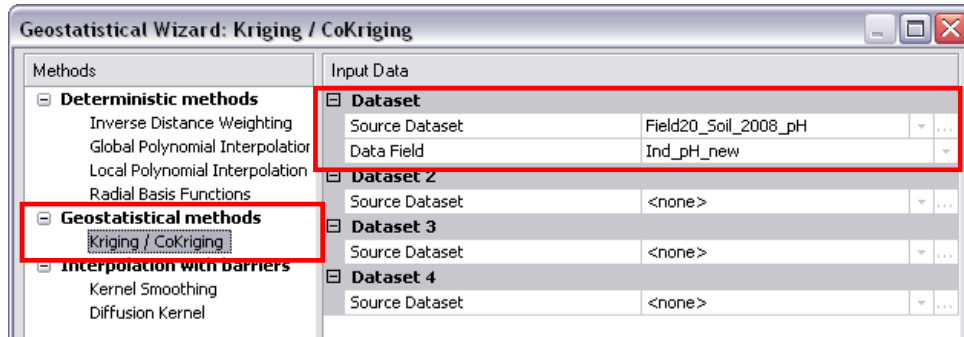 Geostatistical Wizard: Kriging / CoKriging
Methods
Deterministic methods
Inverse Distance Weighting
Global Polynomial Interpolatior
Local Polynomial Interpolation
Radial Basis Functions
Geostatistical methods
Kriging / CoKriging
Interpolation with barriers
Kernel Smoothing
Diffusion Kernel
Input Data
Dataset
Source Dataset Field20_Soil_2008_pH
Data Field Ind_pH_new
Dataset 2
Source Dataset <none>
Dataset 3
Source Dataset <none>
Dataset 4
Source Dataset <none>